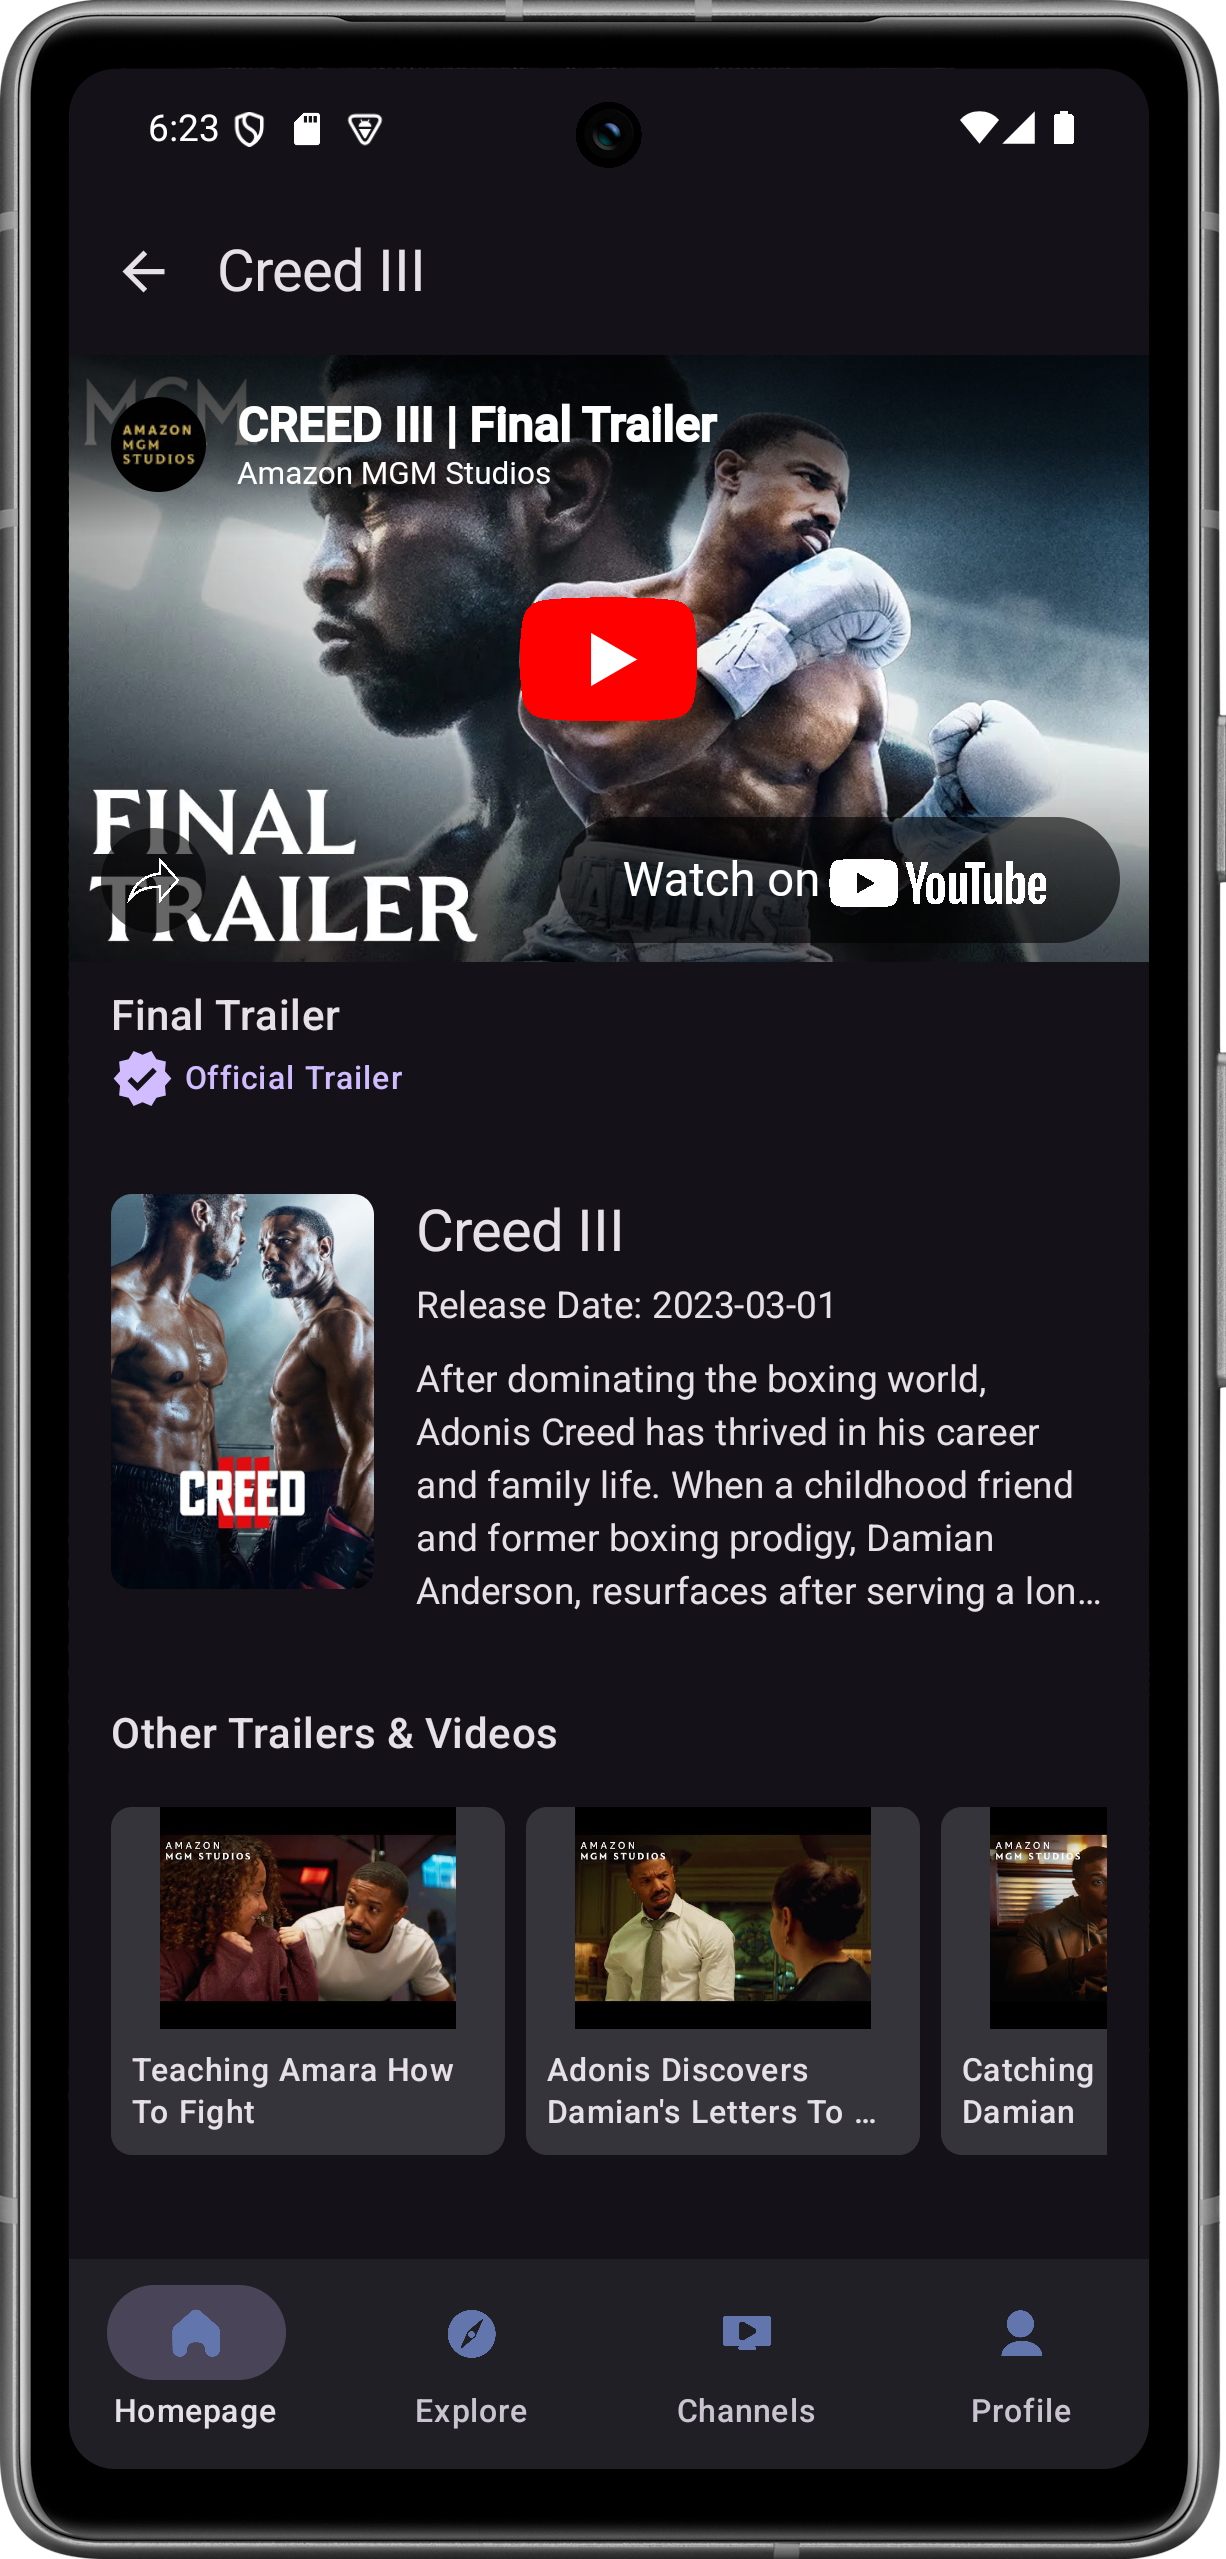 6:23
Creed III
MGM
AMAZON
MGM
STUDIOS
CREED III | Final Trailer
Amazon MGM Studios
FINAL
TRAILER
ADONIS
Watch on YouTube
Final Trailer
Official Trailer
Creed III
Release Date: 2023-03-01
After dominating the boxing world,
Adonis Creed has thrived in his career
and family life. When a childhood friend
and former boxing prodigy, Damian
Anderson, resurfaces after serving a lon…
CREED
III
Other Trailers & Videos
AMAZON
MGM STUDIOS
Teaching Amara How
To Fight
AMAZON
MGM STUDIOS
Adonis Discovers
Damian's Letters To …
AMAZON
MGM STUDIOS
Catching
Damian
Homepage
Explore
Channels
Profile